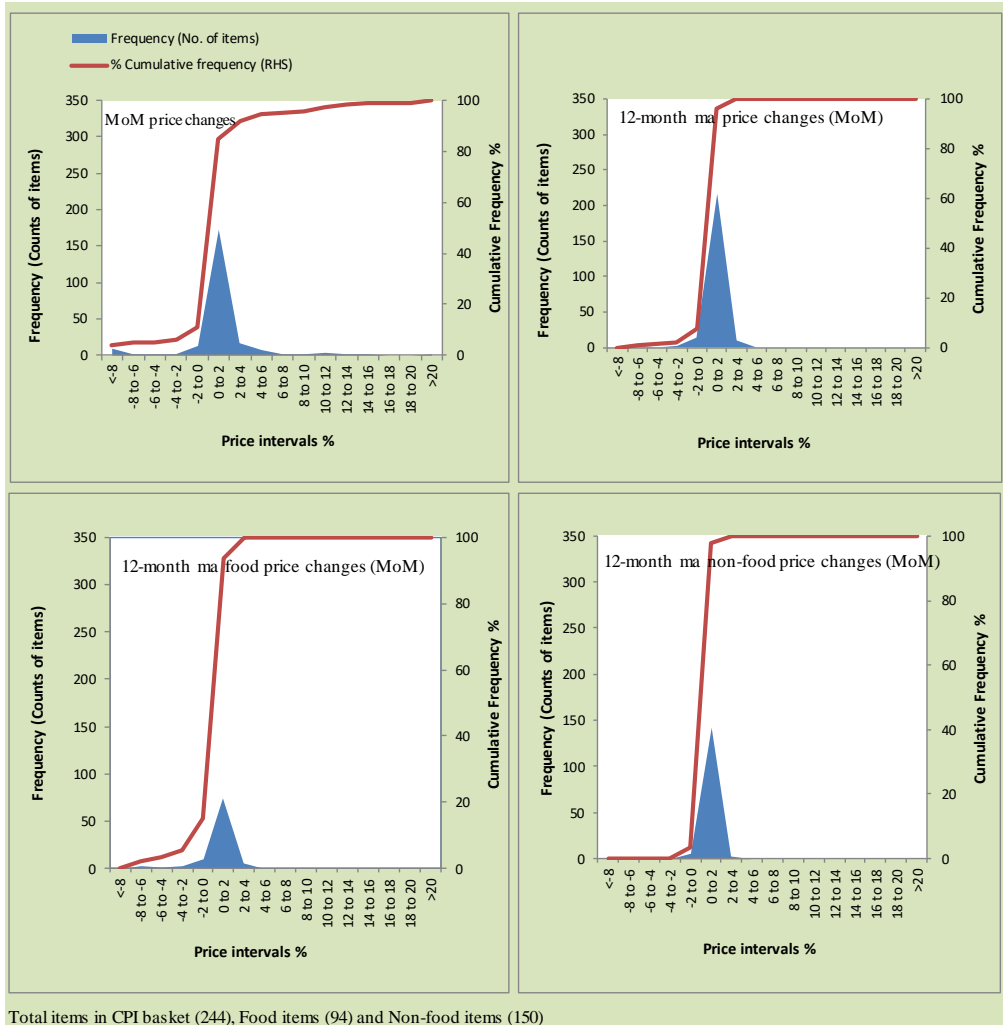 Frequency (No. of items)
% Cumulative frequency (RHS)
MoM price changes
Frequency (Counts of items)
350
300
250
200
150
100
50
0
100
80
60
40
20
0
Cumulative Frequency %
<-8
-8 to -6
-6 to -4
-4 to -2
-2 to 0
0 to 2
2 to 4
4 to 6
6 to 8
8 to 10
10 to 12
12 to 14
14 to 16
16 to 18
18 to 20
>20
Price intervals %
12-month ma price changes (MoM)
Frequency (Counts of items)
350
300
250
200
150
100
50
0
100
80
60
40
20
0
Cumulative Frequency %
<-8
-8 to -6
-6 to -4
-4 to -2
-2 to 0
0 to 2
2 to 4
4 to 6
6 to 8
8 to 10
10 to 12
12 to 14
14 to 16
16 to 18
18 to 20
>20
Price intervals %
12-month ma food price changes (MoM)
Frequency (Counts of items)
350
300
250
200
150
100
50
0
100
80
60
40
20
0
Cumulative Frequency %
<-8
-8 to -6
-6 to -4
-4 to -2
-2 to 0
0 to 2
2 to 4
4 to 6
6 to 8
8 to 10
10 to 12
12 to 14
14 to 16
16 to 18
18 to 20
>20
Price intervals %
12-month ma non-food price changes (MoM)
Frequency (Counts of items)
350
300
250
200
150
100
50
0
100
80
60
40
20
0
Cumulative Frequency %
<-8
-8 to -6
-6 to -4
-4 to -2
-2 to 0
0 to 2
2 to 4
4 to 6
6 to 8
8 to 10
10 to 12
12 to 14
14 to 16
16 to 18
18 to 20
>20
Price intervals %
Total items in CPI basket (244), Food items (94) and Non-food items (150)